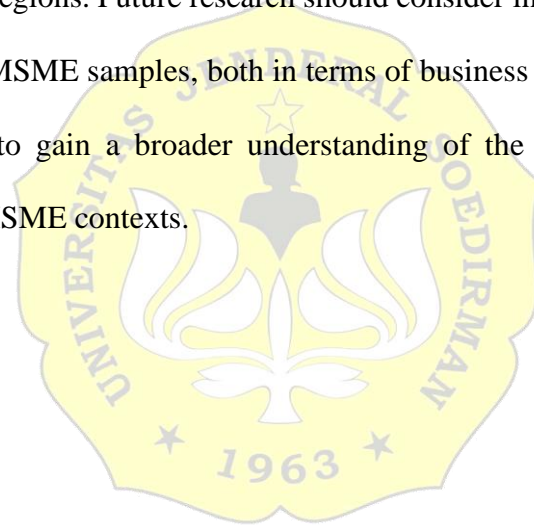 egions. Future research should consider in
MSME samples, both in terms of business
to gain a broader understanding of the
SME contexts.
UNIVERSITAS JENDERAL SOEDIRMAN
★ 1963 ★